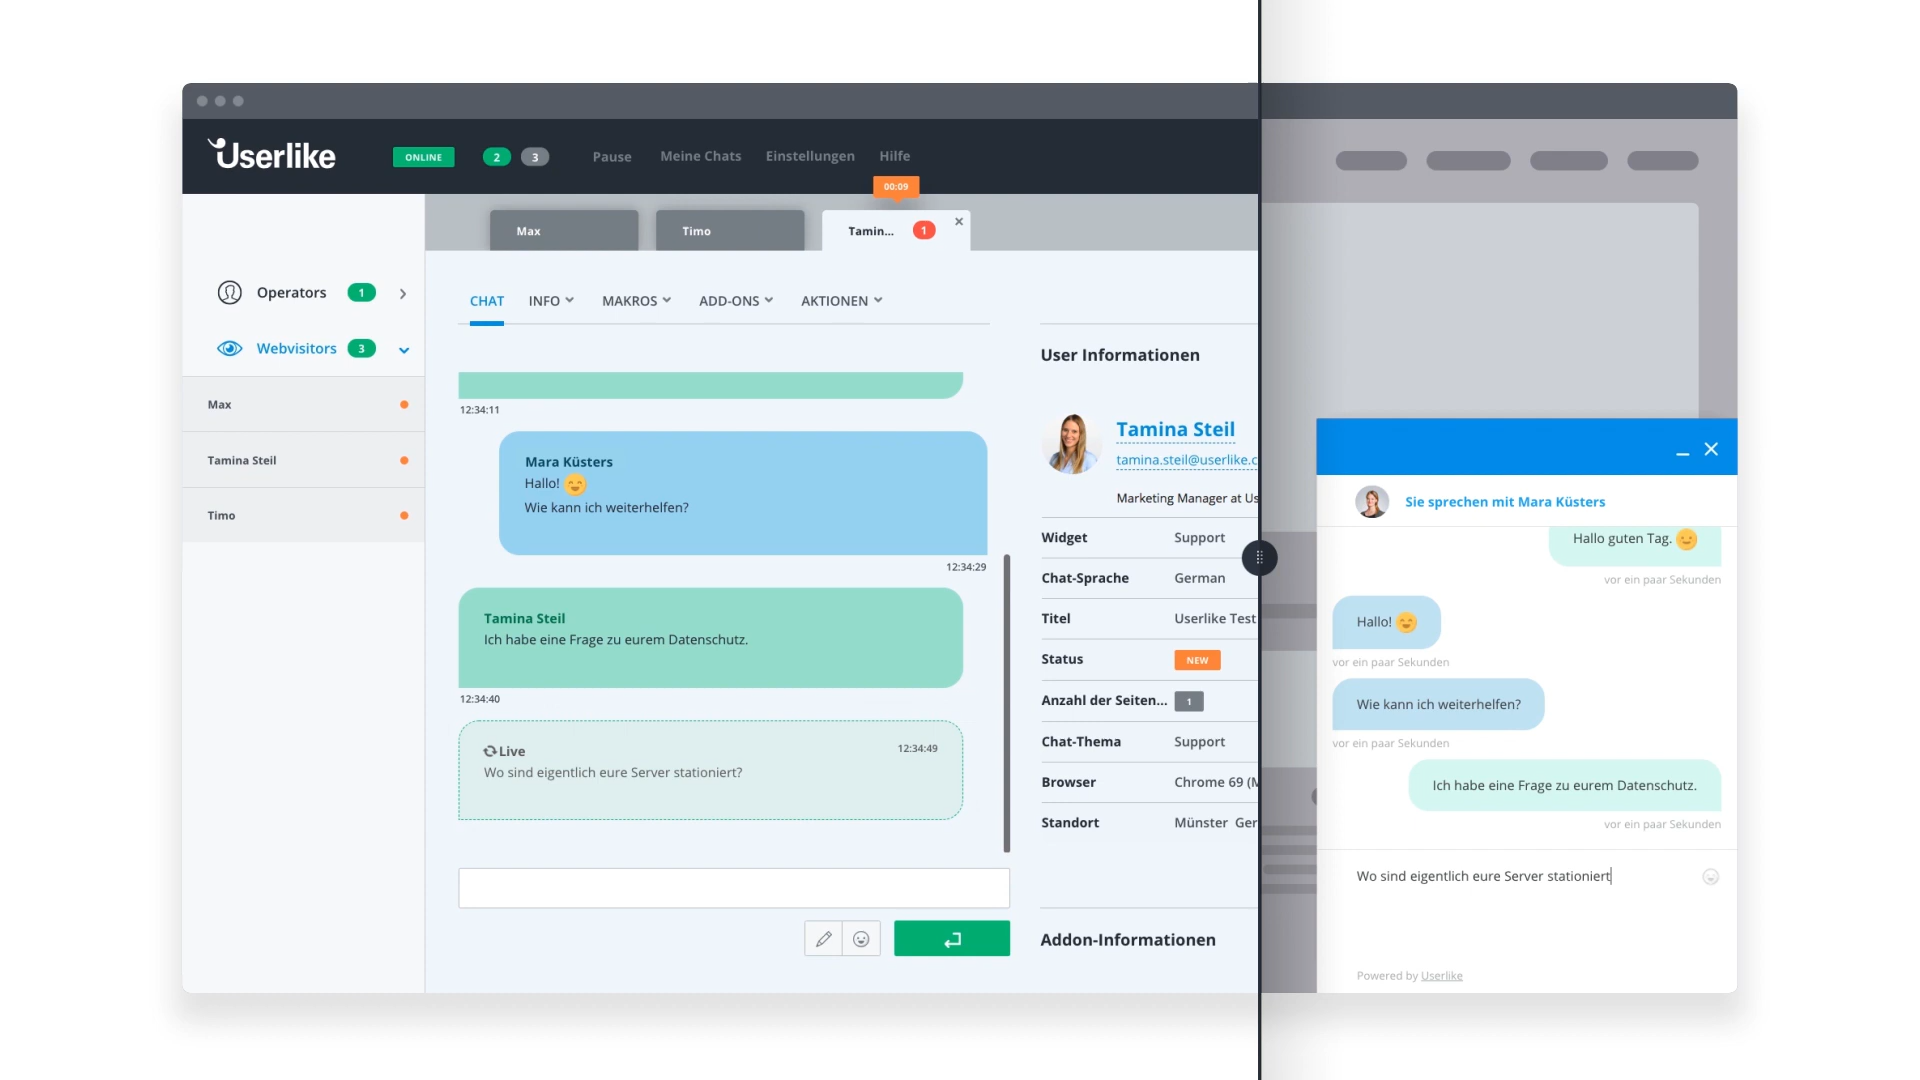 Userlike
ONLINE
2
3
Pause
Meine Chats
Einstellungen
Hilfe
00:09
Max
Timo
Tamin...
1
Operators
1
Webvisitors
3
Max
Tamina Steil
Timo
CHAT
INFO
MAKROS
ADD-ONS
AKTIONEN
12:34:11
Mara Küsters
Hallo!
Wie kann ich weiterhelfen?
12:34:29
Tamina Steil
Ich habe eine Frage zu eurem Datenschutz.
12:34:40
Live
12:34:49
Wo sind eigentlich eure Server stationiert?
User Informationen
Tamina Steil
tamina.steil@userlike.c
Marketing Manager at Us
Widget
Support
Chat-Sprache
German
Titel
Userlike Test
Status
NEW
Anzahl der Seiten...
1
Chat-Thema
Support
Browser
Chrome 69 (M
Standort
Münster Ger
Addon-Informationen
Sie sprechen mit Mara Küsters
Hallo guten Tag.
vor ein paar Sekunden
Hallo!
vor ein paar Sekunden
Wie kann ich weiterhelfen?
vor ein paar Sekunden
Ich habe eine Frage zu eurem Datenschutz.
vor ein paar Sekunden
Wo sind eigentlich eure Server stationiert
Powered by Userlike